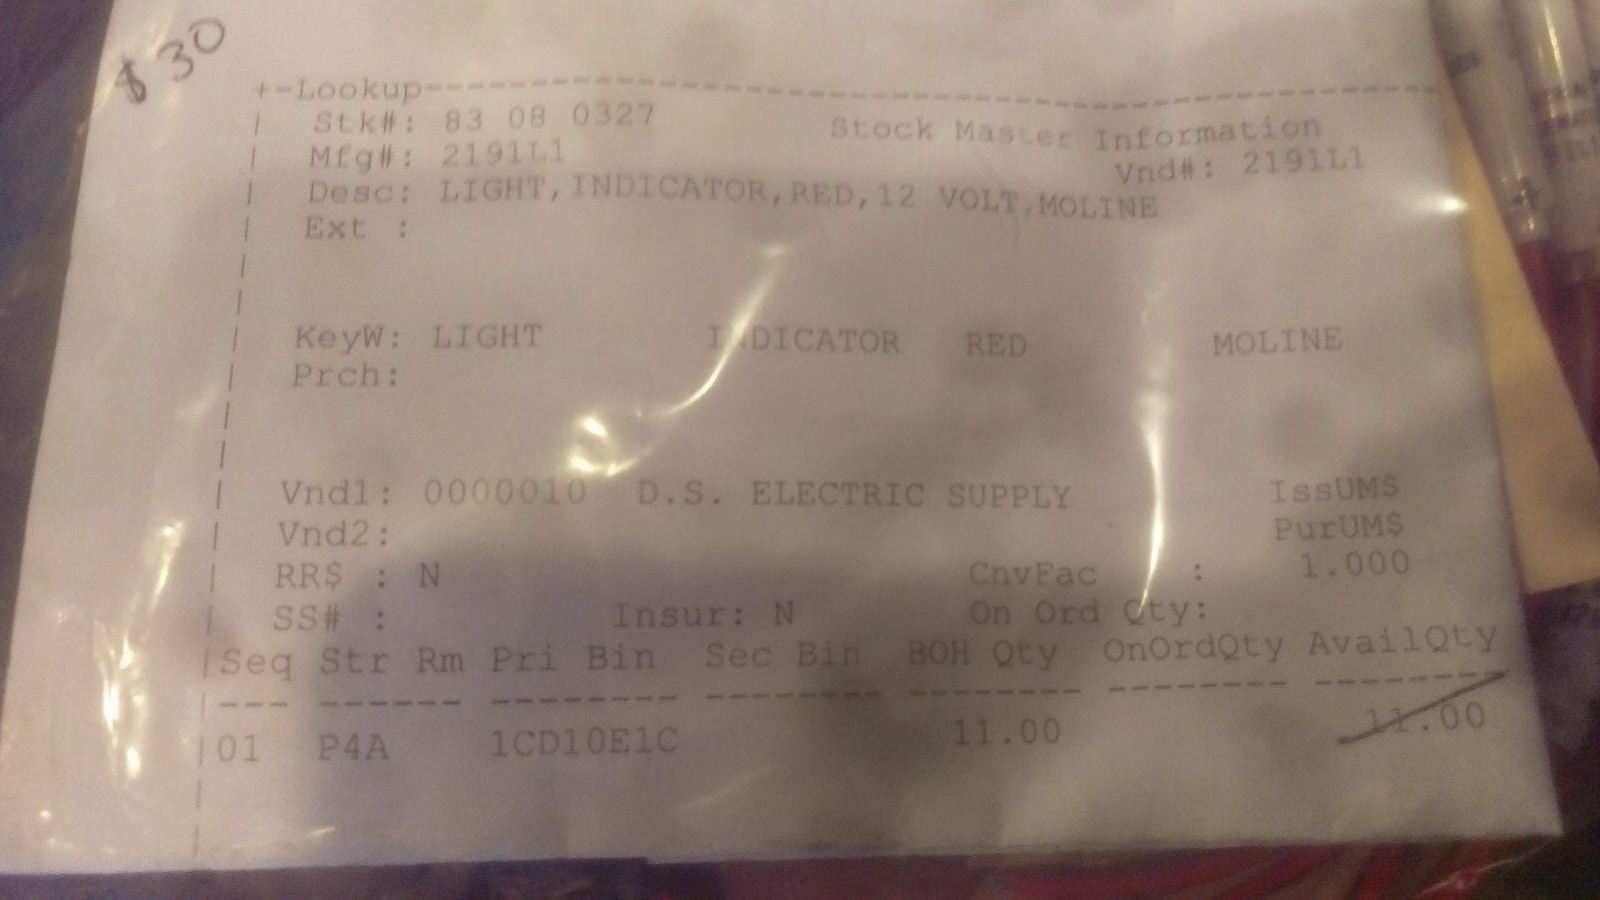 $30
+-Lookup--------------------------------------------------------
| Stk#: 83 08 0327 Stock Master Information
| Mfg#: 2191L1 Vnd#: 2191L1
| Desc: LIGHT,INDICATOR,RED,12 VOLT,MOLINE
| Ext :
| KeyW: LIGHT INDICATOR RED MOLINE
| Prch:
| Vnd1: 0000010 D.S. ELECTRIC SUPPLY IssUM$
| Vnd2: PurUM$
| RR$ : N CnvFac : 1.000
| SS# : Insur: N On Ord Qty:
|Seq Str Rm Pri Bin Sec Bin BOH Qty OnOrdQty AvailQty
--- ------ -------- -------- -------- -------- --------
|01 P4A 1CD10E1C 11.00 11.00